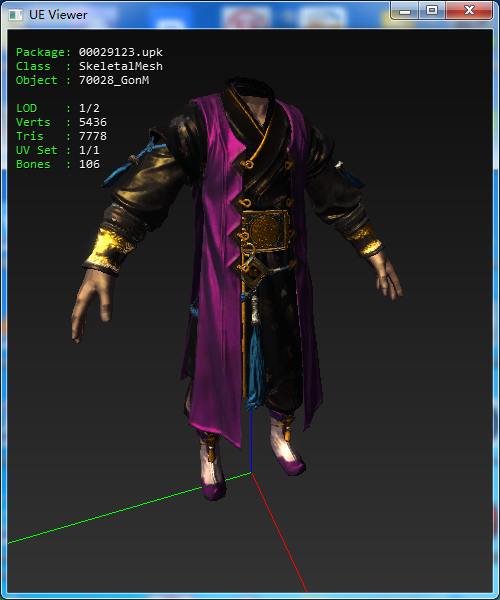 UE Viewer
Package: 00029123.upk
Class : SkeletalMesh
Object : 70028_GonM
LOD : 1/2
Verts : 5436
Tris : 7778
UV Set : 1/1
Bones : 106